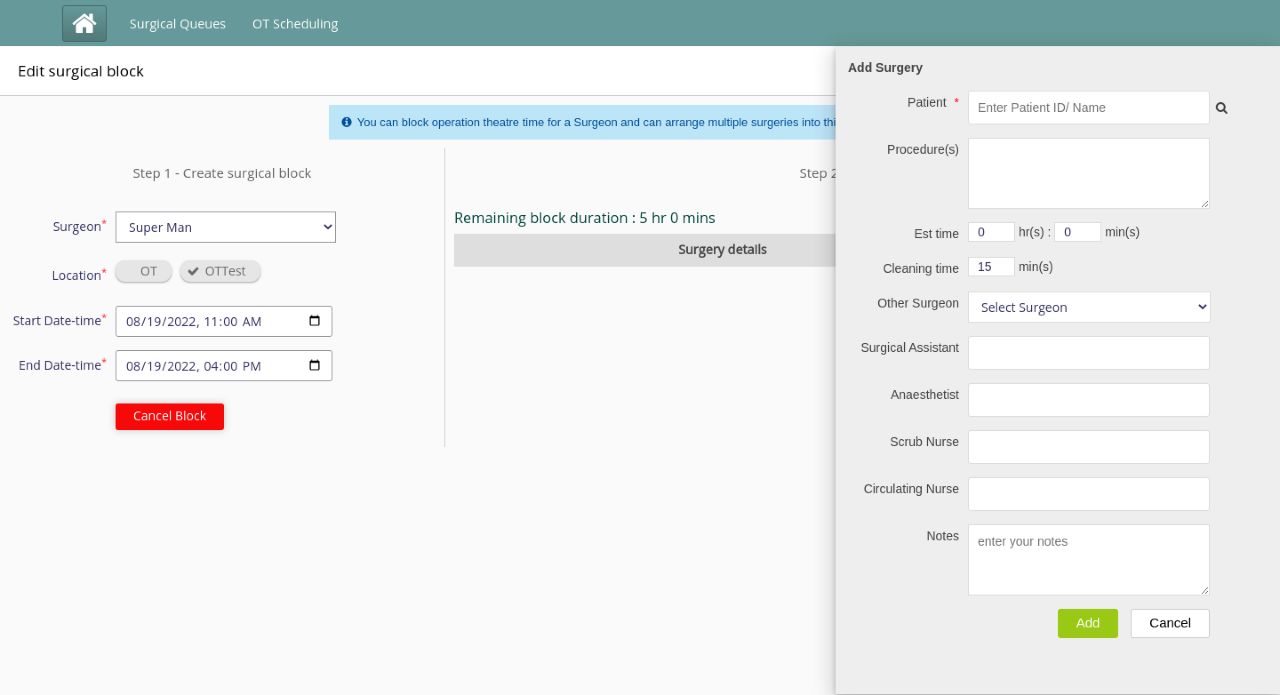 Surgical Queues
OT Scheduling
Edit surgical block
You can block operation theatre time for a Surgeon and can arrange multiple surgeries into
Step 1 - Create surgical block
Surgeon*
Super Man
Location*
OT
OTTest
Start Date-time*
08/19/2022, 11:00 AM
End Date-time*
08/19/2022, 04:00 PM
Cancel Block
Step 2
Remaining block duration : 5 hr 0 mins
Surgery details
Add Surgery
Patient *
Enter Patient ID/ Name
Procedure(s)
Est time
0 hr(s) : 0 min(s)
Cleaning time
15 min(s)
Other Surgeon
Select Surgeon
Surgical Assistant
Anaesthetist
Scrub Nurse
Circulating Nurse
Notes
enter your notes
Add
Cancel